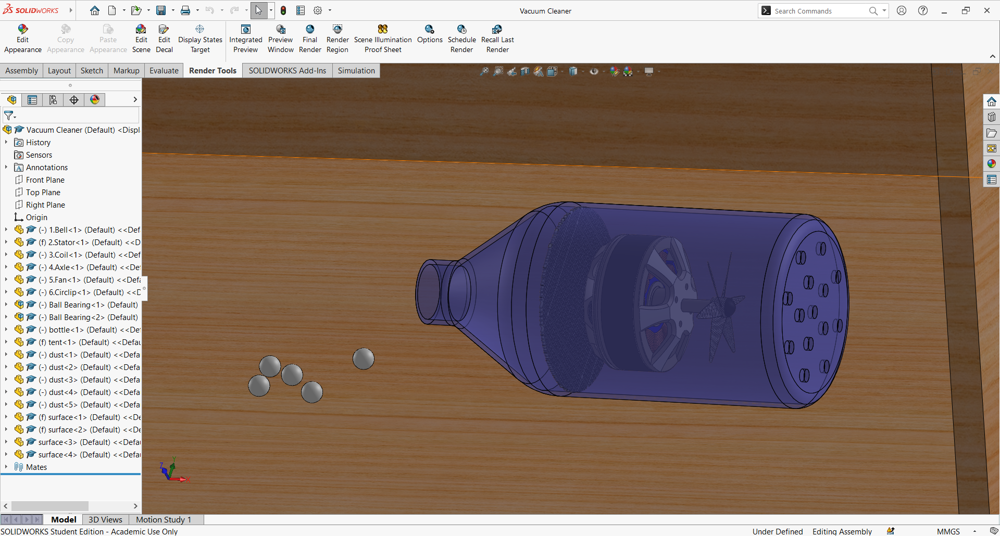 SOLIDWORKS
Vacuum Cleaner
Search Commands
Edit Appearance
Copy Appearance
Paste Appearance
Edit Scene
Edit Decal
Display States Target
Integrated Preview
Preview Window
Final Render
Render Region
Scene Illumination Proof Sheet
Options
Schedule Render
Recall Last Render
Assembly
Layout
Sketch
Markup
Evaluate
Render Tools
SOLIDWORKS Add-Ins
Simulation
Vacuum Cleaner (Default) <Displ
History
Sensors
Annotations
Front Plane
Top Plane
Right Plane
Origin
(-) 1.Bell<1> (Default) <<Def
(f) 2.Stator<1> (Default) <<D
(-) 3.Coil<1> (Default) <<Def
(-) 4.Axle<1> (Default) <<De
(-) 5.Fan<1> (Default) <<Defa
(-) 6.Circlip<1> (Default) <<D
(-) Ball Bearing<1> (Default)
(-) Ball Bearing<2> (Default)
(-) bottle<1> (Default) <<De
(f) tent<1> (Default) <<Defau
(-) dust<1> (Default) <<Defa
(-) dust<2> (Default) <<Defa
(-) dust<3> (Default) <<Defa
(-) dust<4> (Default) <<Defa
(-) dust<5> (Default) <<Defa
(f) surface<1> (Default) <<De
(f) surface<2> (Default) <<De
surface<3> (Default) <<Defau
surface<4> (Default) <<Defau
Mates
Z
Y
X
Model
3D Views
Motion Study 1
SOLIDWORKS Student Edition - Academic Use Only
Under Defined
Editing Assembly
MMGS